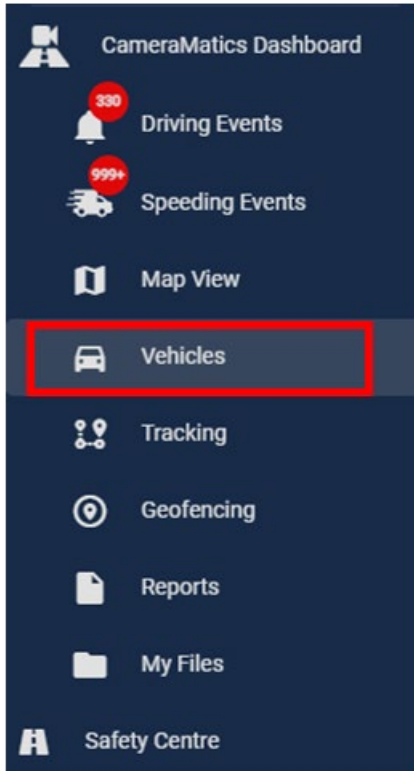 CameraMatics Dashboard
330
Driving Events
999+
Speeding Events
Map View
Vehicles
Tracking
Geofencing
Reports
My Files
Safety Centre